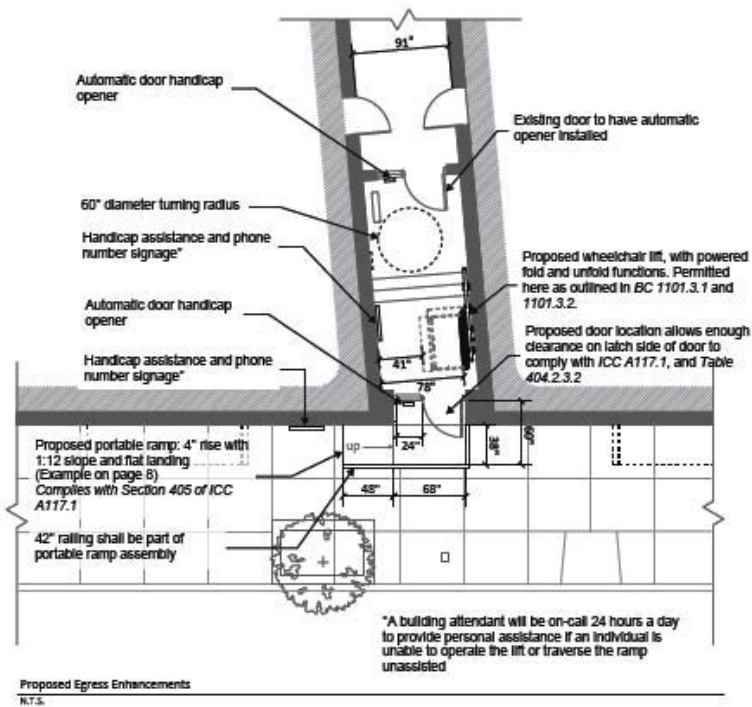 91"
Automatic door handicap
opener
Existing door to have automatic
opener installed
60" diameter turning radius
Handicap assistance and phone
number signage"
Proposed wheelchair lift, with powered
fold and unfold functions. Permitted
here as outlined in BC 1101.3.1 and
1101.3.2.
Automatic door handicap
opener
Proposed door location allows enough
clearance on latch side of door to
comply with ICC A117.1, and Table
404.2.3.2
Handicap assistance and phone
number signage"
41"
78"
Proposed portable ramp: 4" rise with
1:12 slope and flat landing
(Example on page 8)
Complies with Section 405 of ICC
A117.1
up
24"
38"
60"
48"
68"
42" railing shall be part of
portable ramp assembly
"A building attendant will be on-call 24 hours a day
to provide personal assistance if an individual is
unable to operate the lift or traverse the ramp
unassisted
Proposed Egress Enhancements
N.T.S.